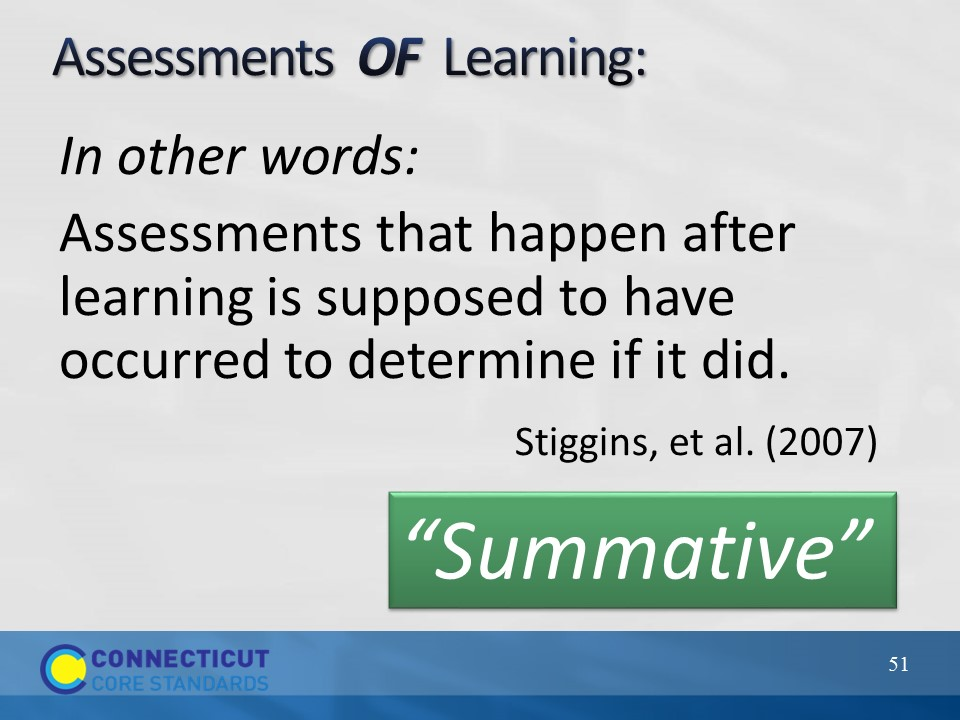 Assessments OF Learning:
In other words:
Assessments that happen after
learning is supposed to have
occurred to determine if it did.
Stiggins, et al. (2007)
“Summative”
CONNECTICUT
CORE STANDARDS
51